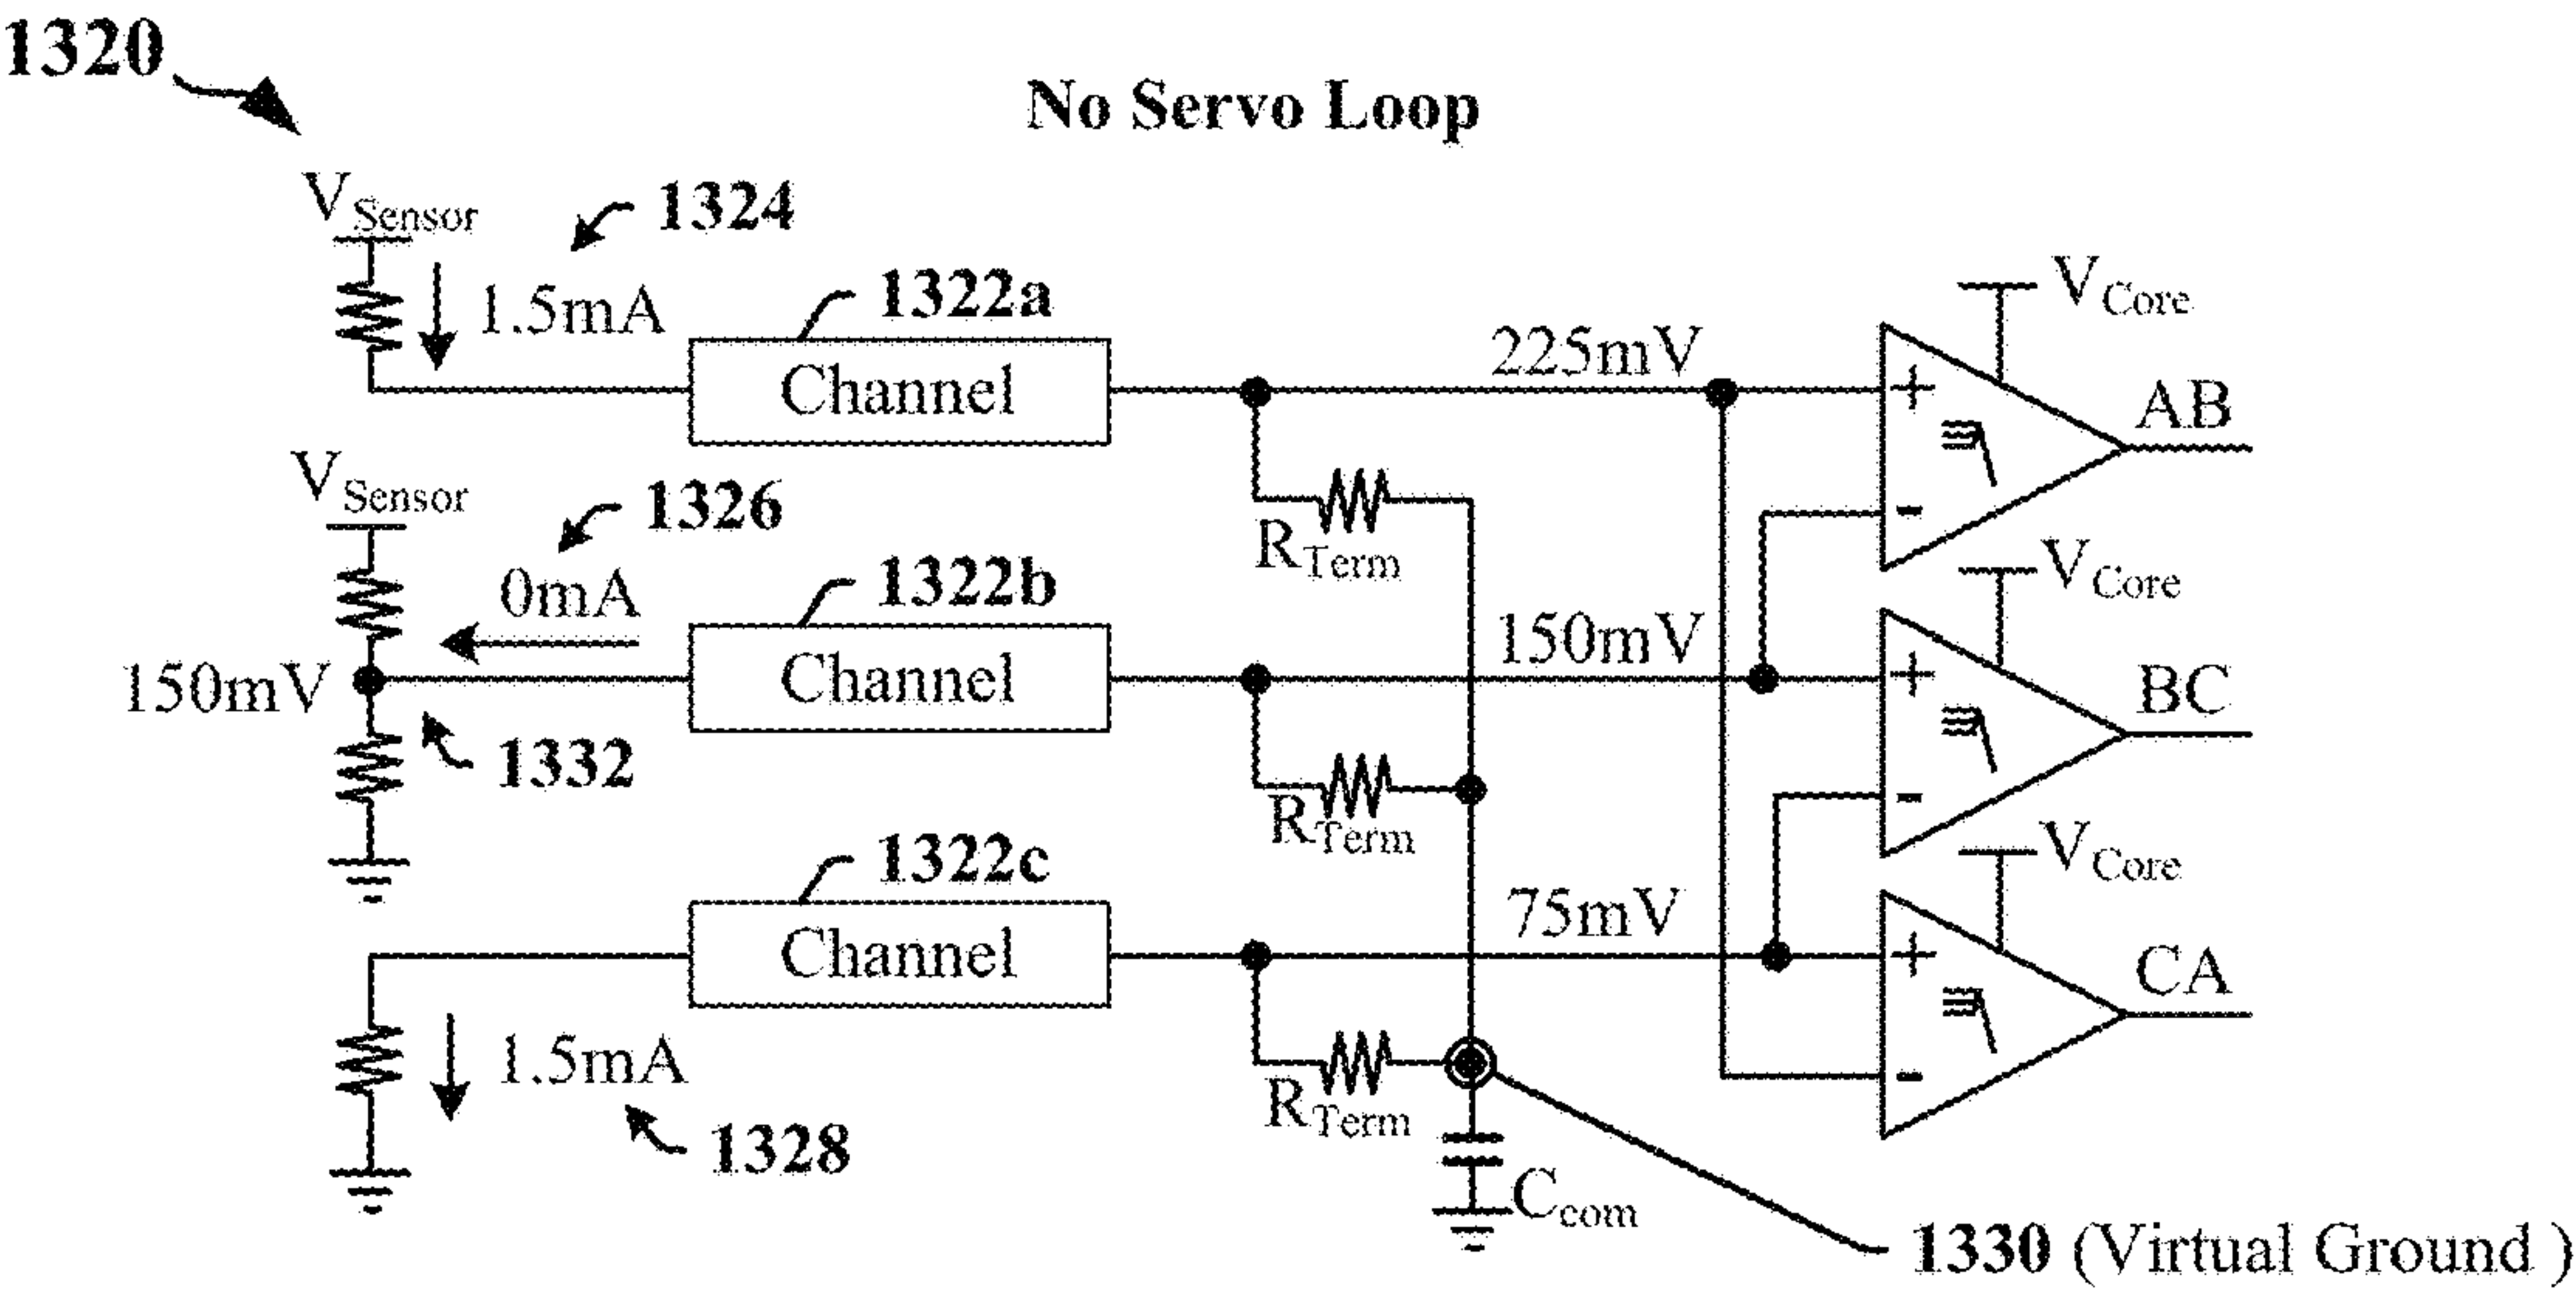 1320
No Servo Loop
VSensor
1324
1.5mA
1322a
Channel
225mV
VCore
+
-
AB
VSensor
1326
0mA
1322b
Channel
150mV
150mV
1332
RTerm
VCore
+
-
BC
RTerm
1322c
Channel
75mV
VCore
+
-
CA
1.5mA
1328
RTerm
Ccom
1330 (Virtual Ground )